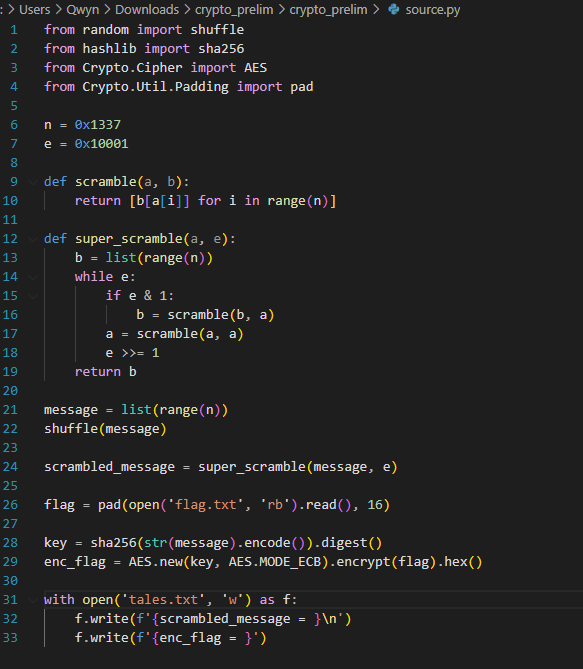 : > Users > Qwyn > Downloads > crypto_prelim > crypto_prelim > source.py
1 from random import shuffle
2 from hashlib import sha256
3 from Crypto.Cipher import AES
4 from Crypto.Util.Padding import pad
5
6 n = 0x1337
7 e = 0x10001
8
9 def scramble(a, b):
10     return [b[a[i]] for i in range(n)]
11
12 def super_scramble(a, e):
13     b = list(range(n))
14     while e:
15         if e & 1:
16             b = scramble(b, a)
17         a = scramble(a, a)
18         e >>= 1
19     return b
20
21 message = list(range(n))
22 shuffle(message)
23
24 scrambled_message = super_scramble(message, e)
25
26 flag = pad(open('flag.txt', 'rb').read(), 16)
27
28 key = sha256(str(message).encode()).digest()
29 enc_flag = AES.new(key, AES.MODE_ECB).encrypt(flag).hex()
30
31 with open('tales.txt', 'w') as f:
32     f.write(f'{scrambled_message = }\n')
33     f.write(f'{enc_flag = }')